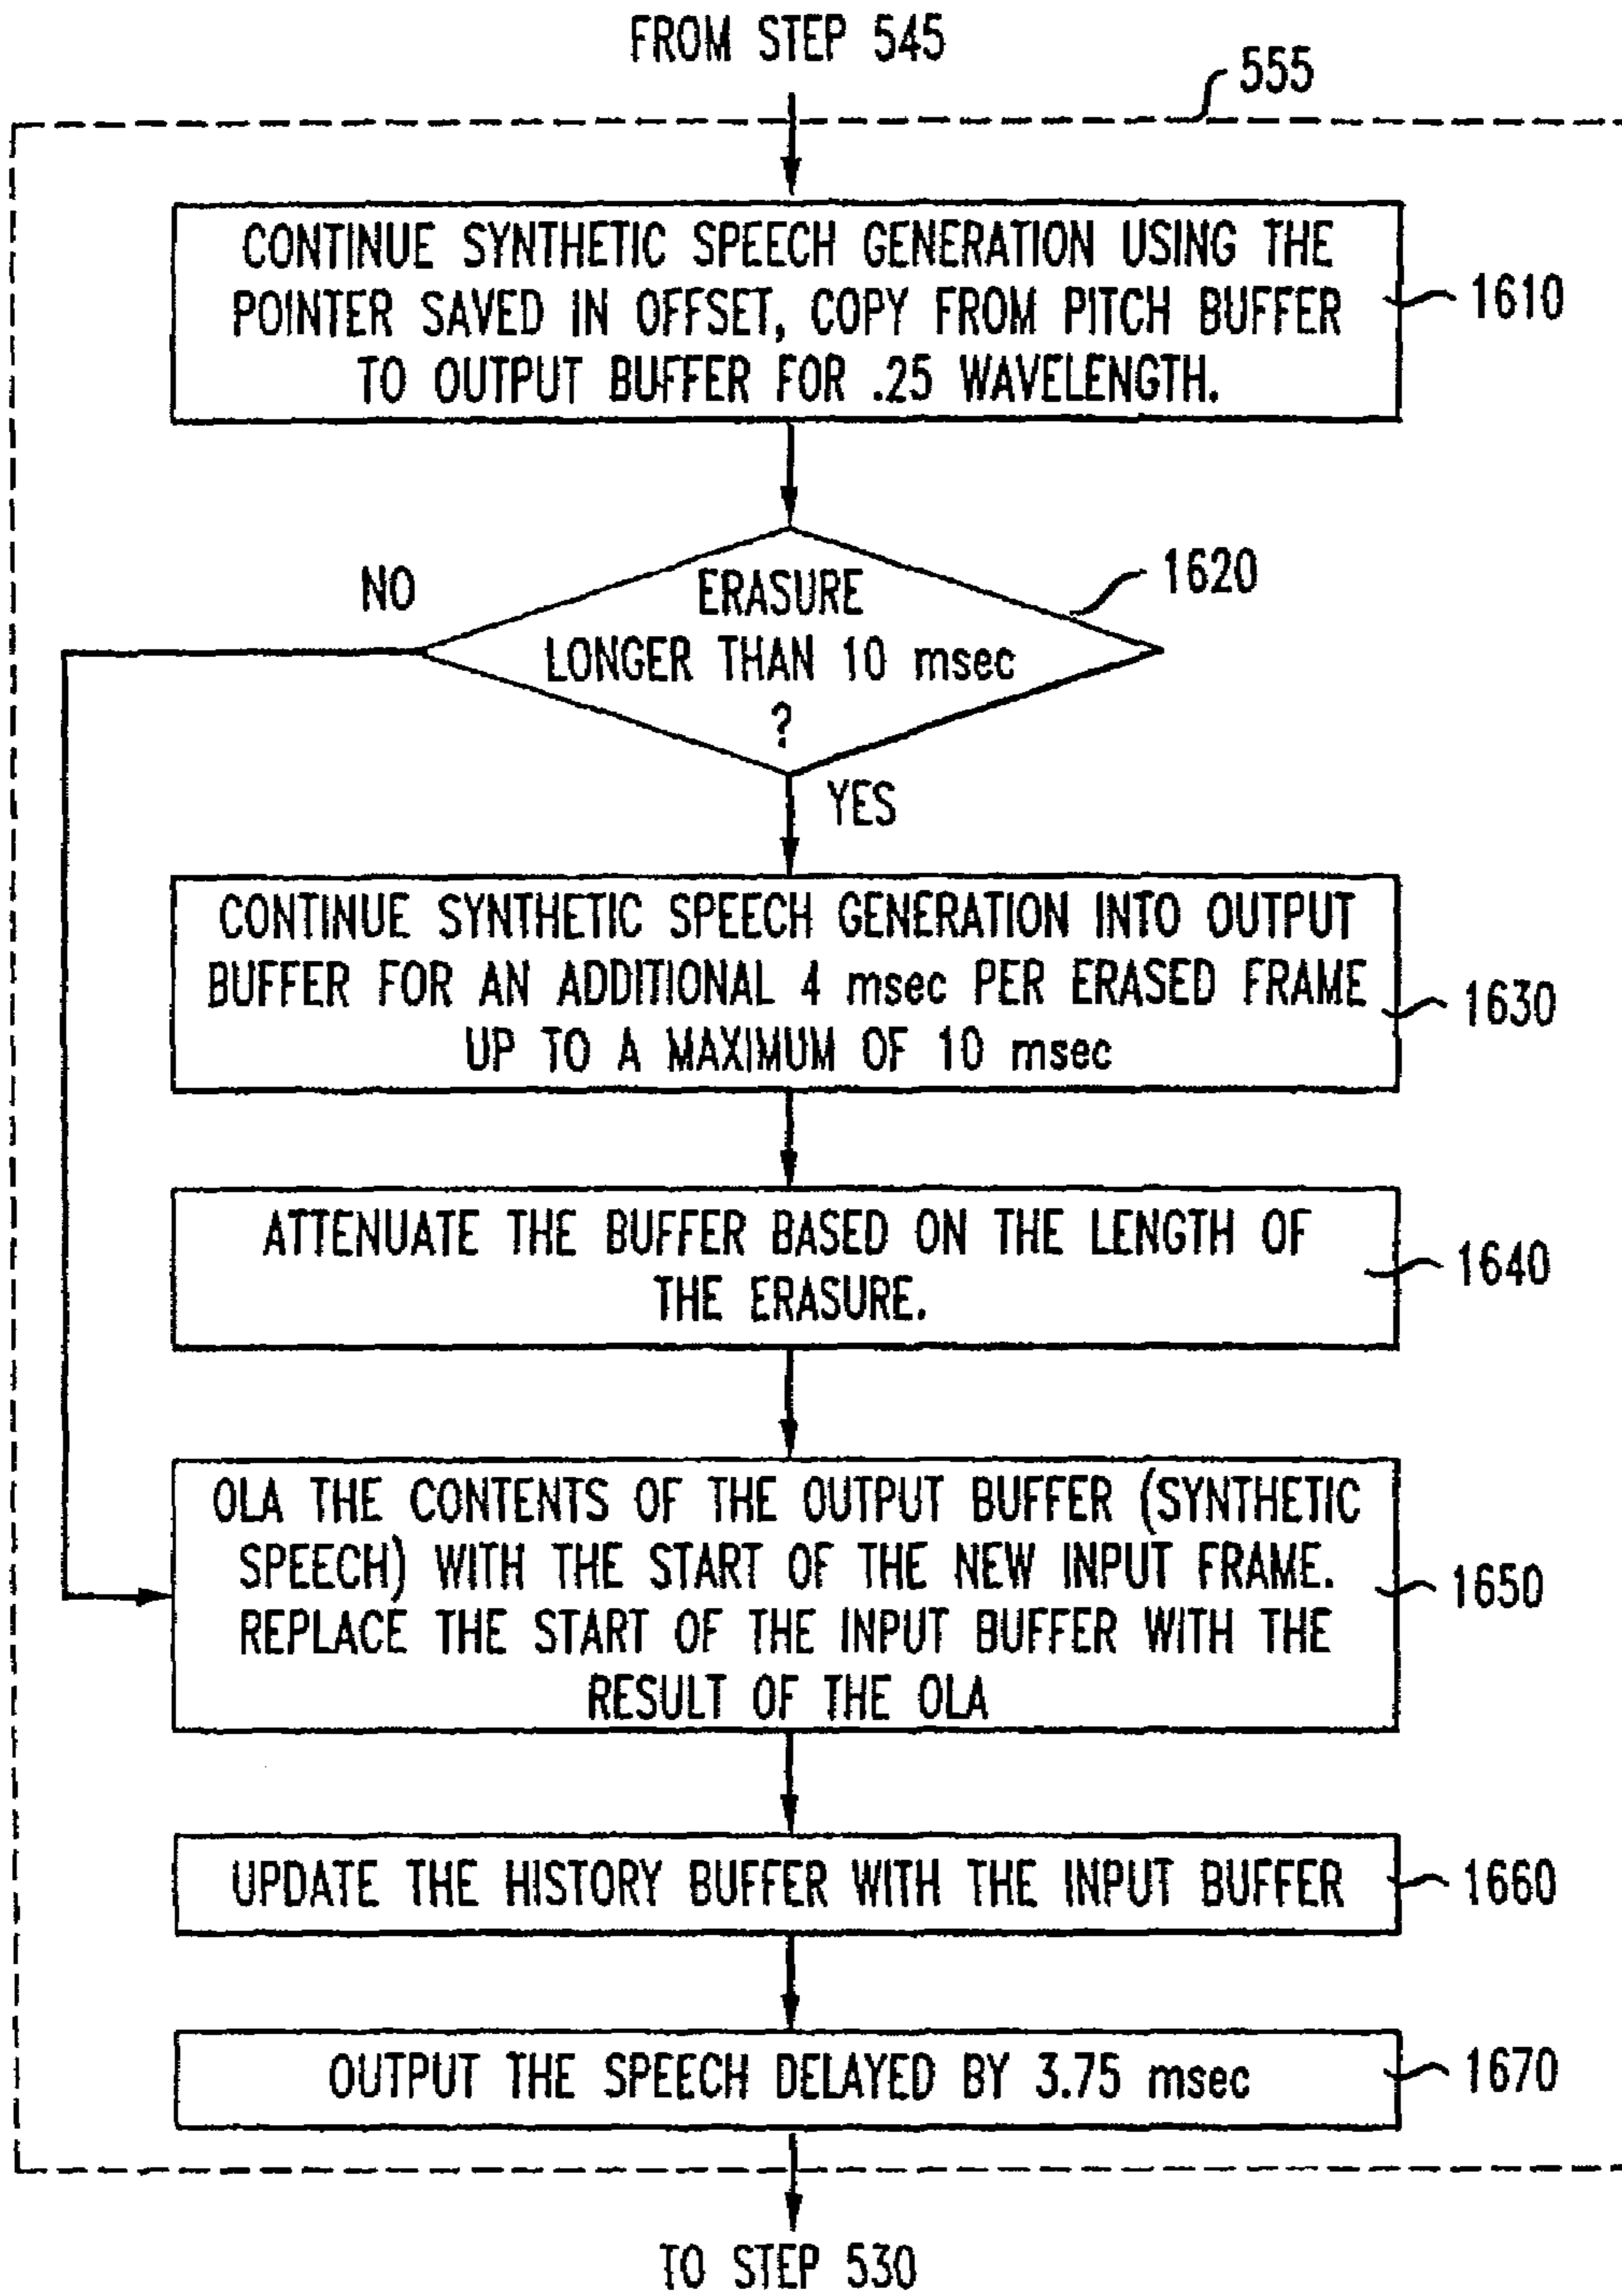 FROM STEP 545
555
CONTINUE SYNTHETIC SPEECH GENERATION USING THE
POINTER SAVED IN OFFSET, COPY FROM PITCH BUFFER
TO OUTPUT BUFFER FOR .25 WAVELENGTH.
1610
NO
ERASURE
LONGER THAN 10 msec
?
1620
YES
CONTINUE SYNTHETIC SPEECH GENERATION INTO OUTPUT
BUFFER FOR AN ADDITIONAL 4 msec PER ERASED FRAME
UP TO A MAXIMUM OF 10 msec
1630
ATTENUATE THE BUFFER BASED ON THE LENGTH OF
THE ERASURE.
1640
OLA THE CONTENTS OF THE OUTPUT BUFFER (SYNTHETIC
SPEECH) WITH THE START OF THE NEW INPUT FRAME.
REPLACE THE START OF THE INPUT BUFFER WITH THE
RESULT OF THE OLA
1650
UPDATE THE HISTORY BUFFER WITH THE INPUT BUFFER
1660
OUTPUT THE SPEECH DELAYED BY 3.75 msec
1670
TO STEP 530